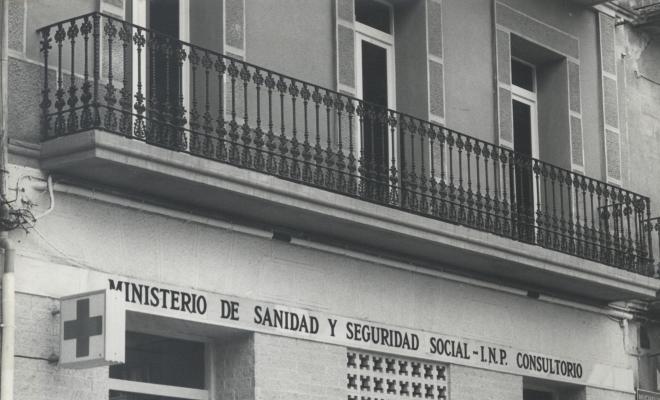 MINISTERIO DE SANIDAD Y SEGURIDAD SOCIAL - I.N.P. CONSULTORIO